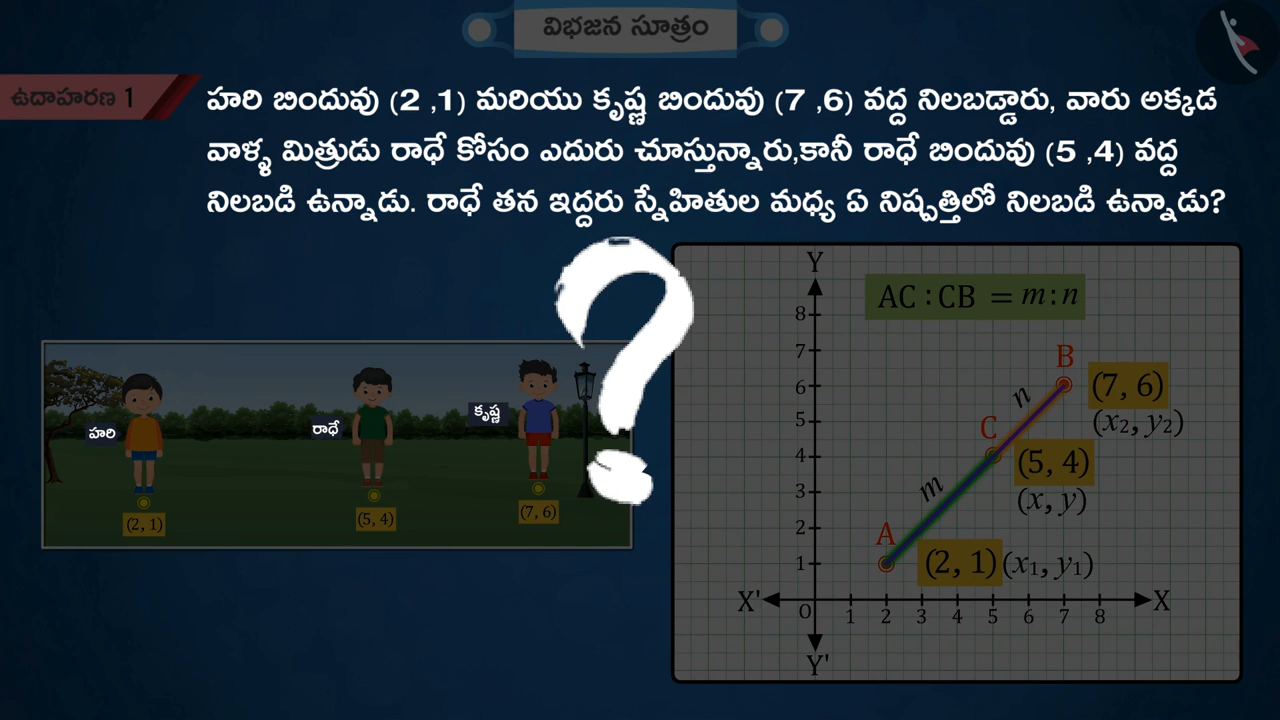 విభజన సూత్రం
ఉదాహరణ 1
హరి బిందువు (2 ,1) మరియు కృష్ణ బిందువు (7 ,6) వద్ద నిలబడ్డారు, వారు అక్కడ
వాళ్ళ మిత్రుడు రాధే కోసం ఎదురు చూస్తున్నారు,కానీ రాధే బిందువు (5 ,4) వద్ద
నిలబడి ఉన్నాడు. రాధే తన ఇద్దరు స్నేహితుల మధ్య ఏ నిష్పత్తిలో నిలబడి ఉన్నాడు?
?
హరి
రాధే
కృష్ణ
(2, 1)
(5, 4)
(7, 6)
Y
AC : CB = m : n
8
7
6
5
4
3
2
1
B
(7, 6)
(x₂, y₂)
n
C
(5, 4)
(x, y)
m
A
(2, 1) (x₁, y₁)
X' O X
1 2 3 4 5 6 7 8
Y'